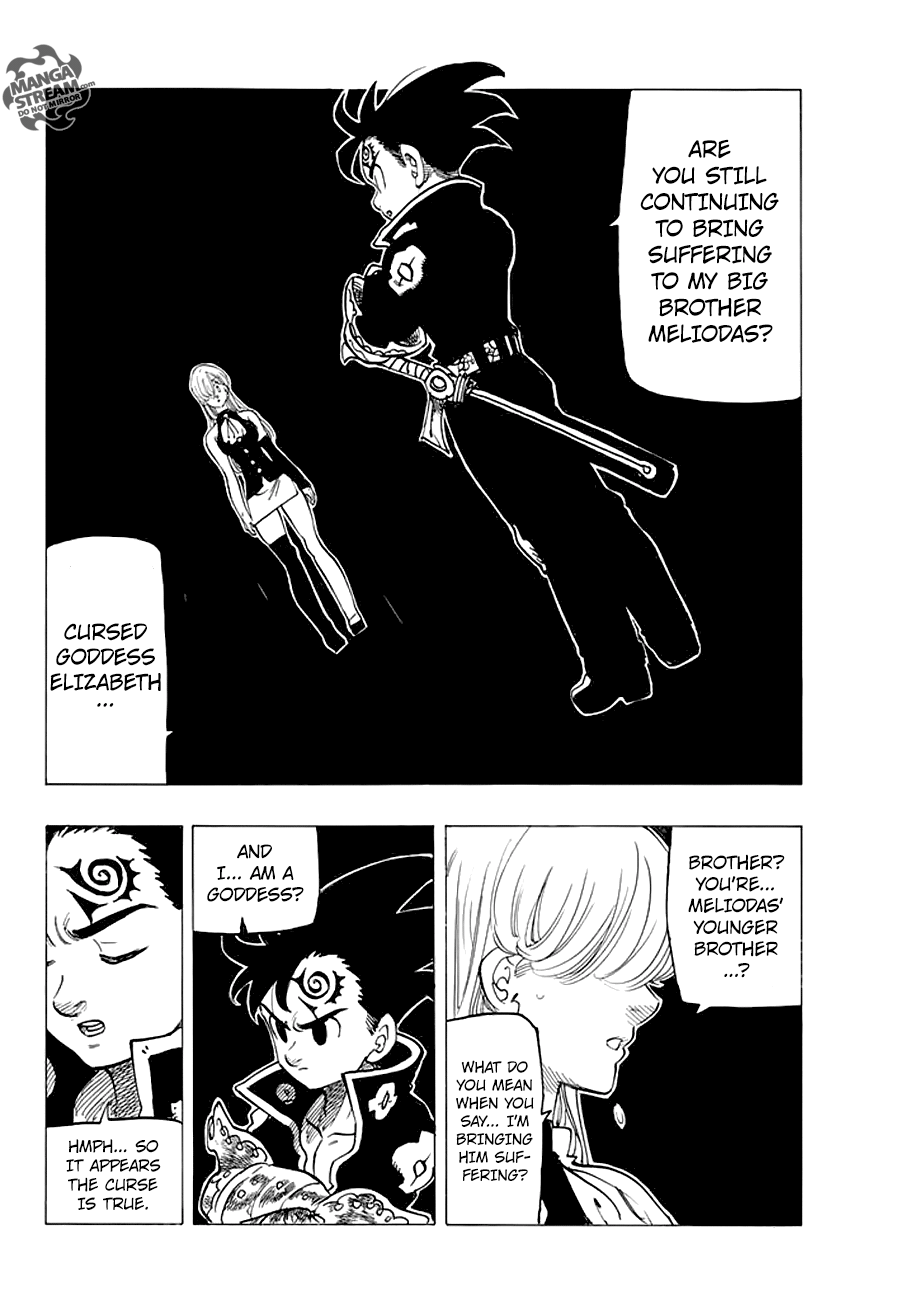 MANGA
STREAM.com
DO NOT MIRROR
ARE
YOU STILL
CONTINUING
TO BRING
SUFFERING
TO MY BIG
BROTHER
MELIODAS?
CURSED
GODDESS
ELIZABETH
...
BROTHER?
YOU'RE...
MELIODAS'
YOUNGER
BROTHER
...?
WHAT DO
YOU MEAN
WHEN YOU
SAY... I'M
BRINGING
HIM SUF-
FERING?
AND
I... AM A
GODDESS?
HMPH... SO
IT APPEARS
THE CURSE
IS TRUE.